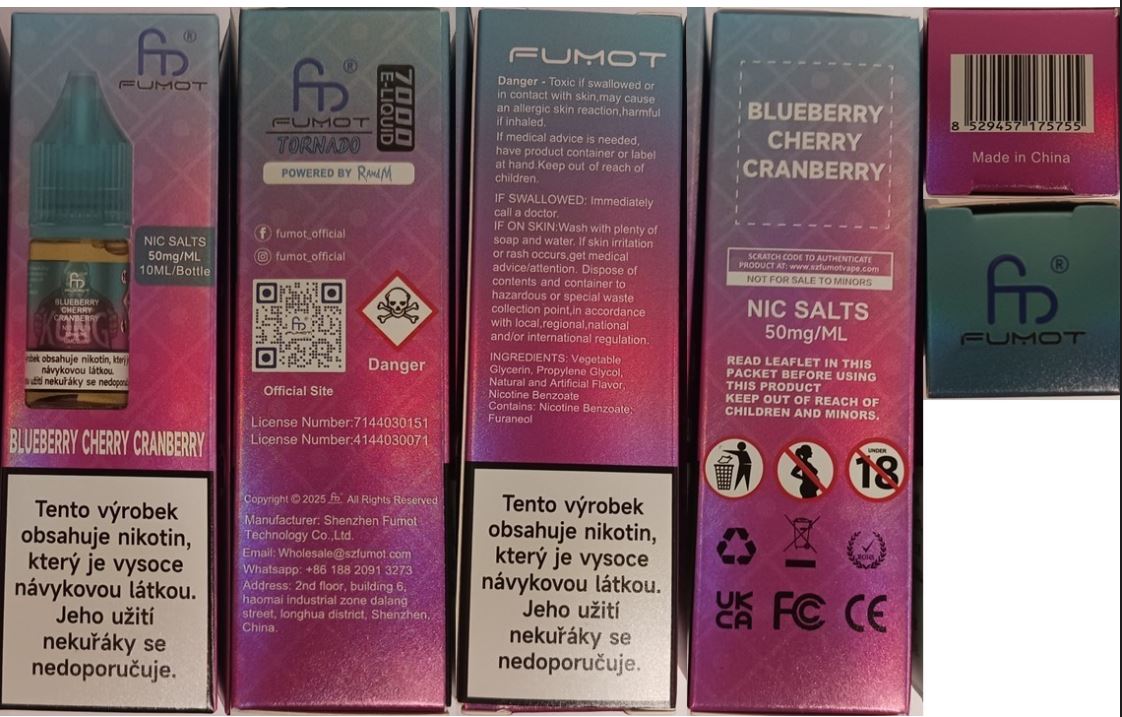 ®
FUMOT
NIC SALTS
50mg/ML
10ML/Bottle
BLUEBERRY
CHERRY
CRANBERRY
NIC SALTS
obsahuje nikotin,
návykovou látkou.
užití nekuřáky se
BLUEBERRY CHERRY CRANBERRY
Tento výrobek
obsahuje nikotin,
který je vysoce
návykovou látkou.
Jeho užití
nekuřáky se
nedoporučuje.
®
FUMOT
TORNADO
7000
E-LIQUID
POWERED BY RandM
fumot_official
fumot_official
Danger
Official Site
License Number:7144030151
License Number:4144030071
Copyright © 2025 All Rights Reserved
Manufacturer: Shenzhen Fumot
Technology Co.,Ltd.
Email: Wholesale@szfumot.com
Whatsapp: +86 188 2091 3273
Address: 2nd floor, building 6,
haomai industrial zone dalang
street, longhua district, Shenzhen,
China.
FUMOT
Danger - Toxic if swallowed or
in contact with skin,may cause
an allergic skin reaction,harmful
if inhaled.
If medical advice is needed,
have product container or label
at hand.Keep out of reach of
children.
IF SWALLOWED: Immediately
call a doctor.
IF ON SKIN:Wash with plenty of
soap and water. If skin irritation
or rash occurs,get medical
advice/attention. Dispose of
contents and container to
hazardous or special waste
collection point,in accordance
with local,regional,national
and/or international regulation.
INGREDIENTS: Vegetable
Glycerin, Propylene Glycol,
Natural and Artificial Flavor,
Nicotine Benzoate
Contains: Nicotine Benzoate;
Furaneol
Tento výrobek
obsahuje nikotin,
který je vysoce
návykovou látkou.
Jeho užití
nekuřáky se
nedoporučuje.
BLUEBERRY
CHERRY
CRANBERRY
SCRATCH CODE TO AUTHENTICATE
PRODUCT AT: www.szfumotvape.com
NOT FOR SALE TO MINORS
NIC SALTS
50mg/ML
READ LEAFLET IN THIS
PACKET BEFORE USING
THIS PRODUCT
KEEP OUT OF REACH OF
CHILDREN AND MINORS.
UNDER
18
ROHS
UK
CA
FC
CE
8 529457 175755
Made in China
®
FUMOT